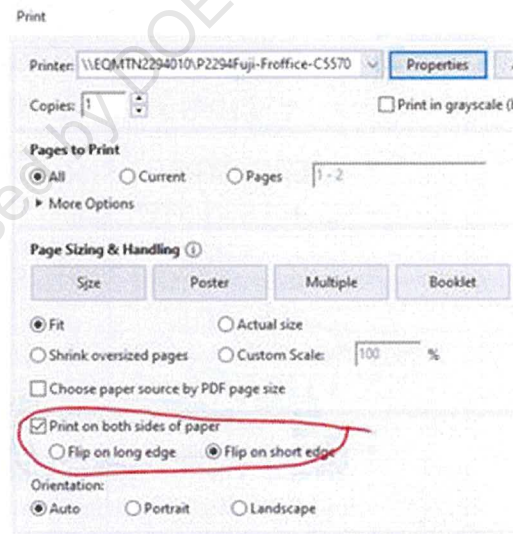 Print
Printer: \\EQMTN2294010\P2294Fuji-Froffice-C5570 Properties
Copies: 1 Print in grayscale (
Pages to Print
All Current Pages 1 - 2
More Options
Page Sizing & Handling
Size Poster Multiple Booklet
Fit Actual size
Shrink oversized pages Custom Scale: 100 %
Choose paper source by PDF page size
Print on both sides of paper
Flip on long edge Flip on short edge
Orientation:
Auto Portrait Landscape
by DOE